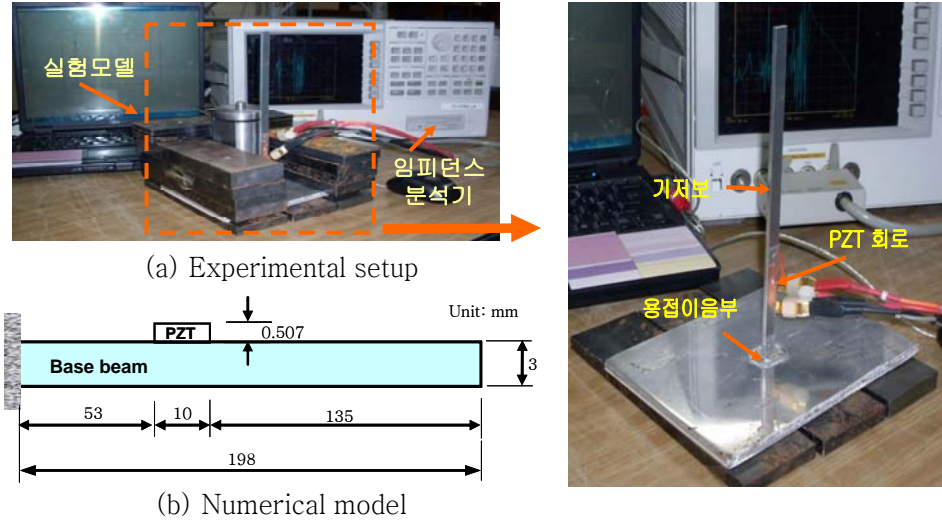 실험모델
임피던스
분석기
(a) Experimental setup
기저보
PZT 회로
용접이음부
Unit: mm
PZT
0.507
Base beam
3
53
10
135
198
(b) Numerical model